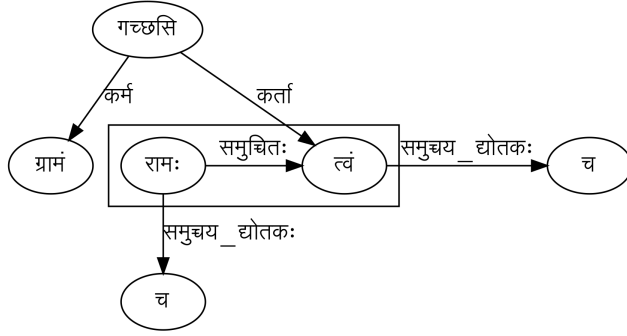 गच्छसि
कर्म कर्ता
ग्रामं रामः समुच्चितः त्वं समुच्चय_द्योतकः च
समुच्चय_द्योतकः
च